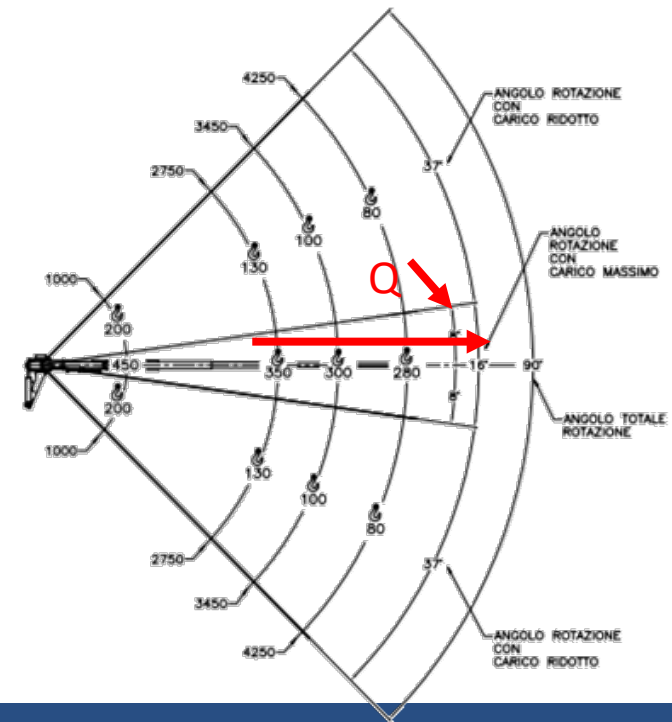 4250
ANGOLO ROTAZIONE
CON
CARICO RIDOTTO
3450
2750
37°
80
100
130
ANGOLO
ROTAZIONE
CON
CARICO MASSIMO
Q
1000
200
8°
450
350
300
280
16°
90°
200
8°
ANGOLO TOTALE
ROTAZIONE
1000
130
100
80
2750
37°
3450
4250
ANGOLO ROTAZIONE
CON
CARICO RIDOTTO